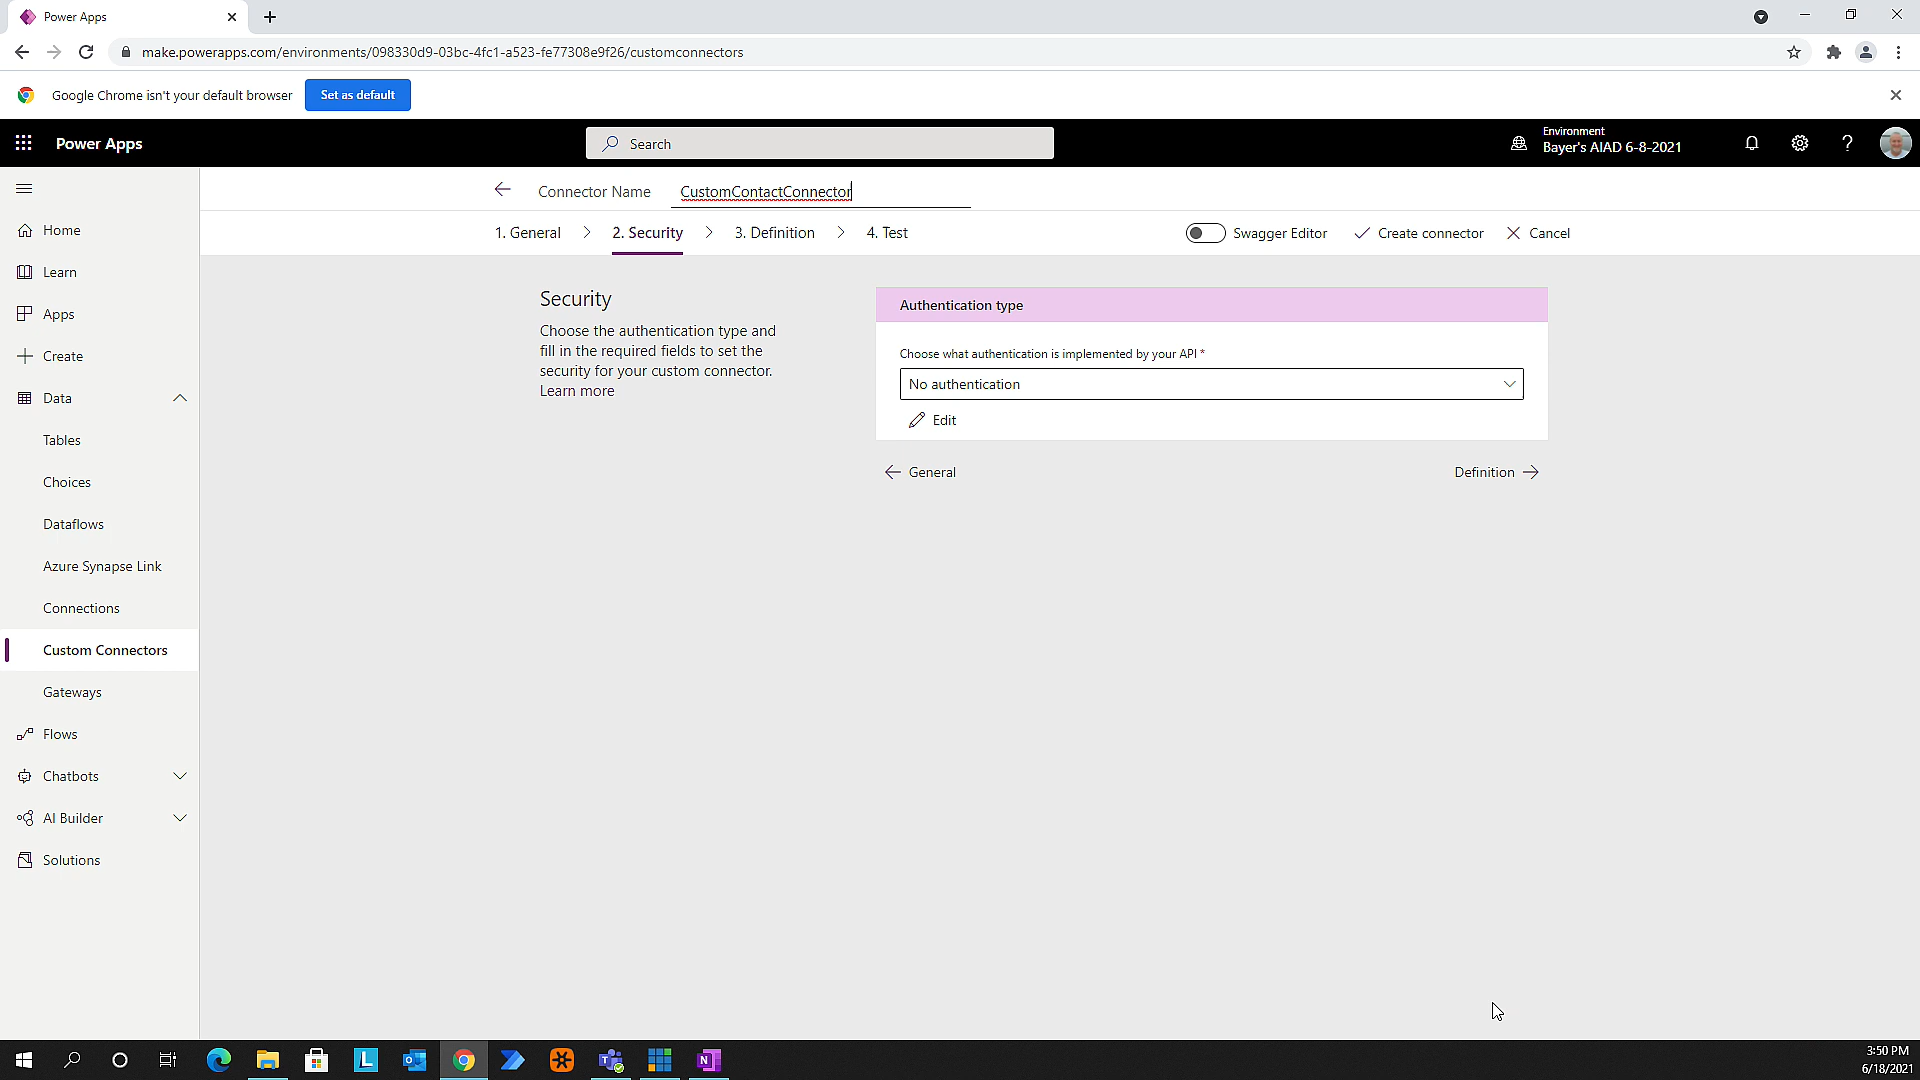 Power Apps
make.powerapps.com/environments/098330d9-03bc-4fc1-a523-fe77308e9f26/customconnectors
Google Chrome isn't your default browser
Set as default
Power Apps
Search
Environment
Bayer's AIAD 6-8-2021
?
Connector Name
CustomContactConnector
1. General
2. Security
3. Definition
4. Test
Swagger Editor
Create connector
Cancel
Home
Learn
Apps
Create
Data
Tables
Choices
Dataflows
Azure Synapse Link
Connections
Custom Connectors
Gateways
Flows
Chatbots
AI Builder
Solutions
Security
Choose the authentication type and
fill in the required fields to set the
security for your custom connector.
Learn more
Authentication type
Choose what authentication is implemented by your API *
No authentication
Edit
General
Definition
3:50 PM
6/18/2021